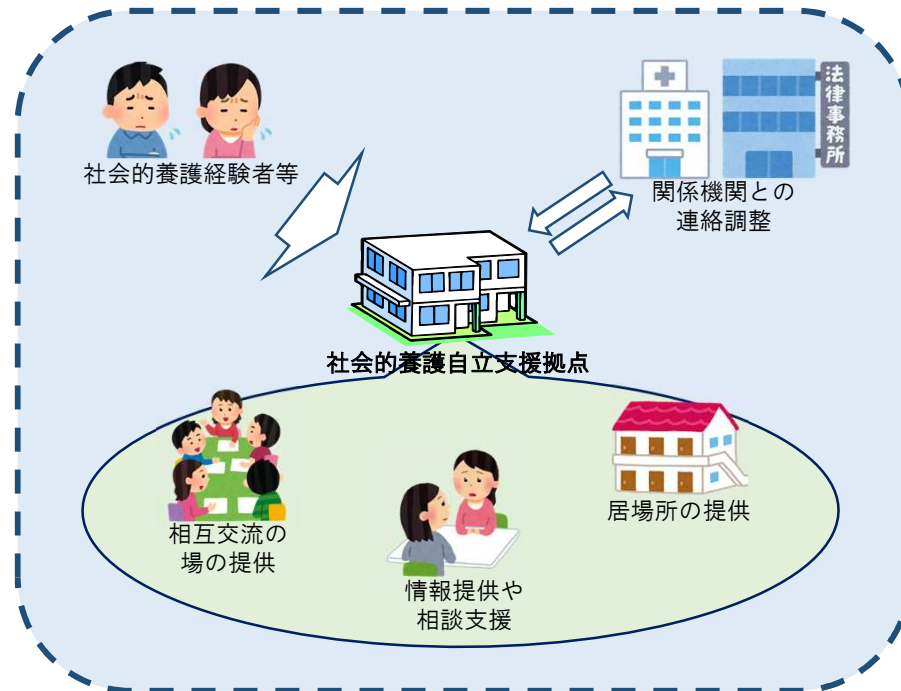 社会的養護経験者等
法律事務所
関係機関との
連絡調整
社会的養護自立支援拠点
相互交流の
場の提供
情報提供や
相談支援
居場所の提供